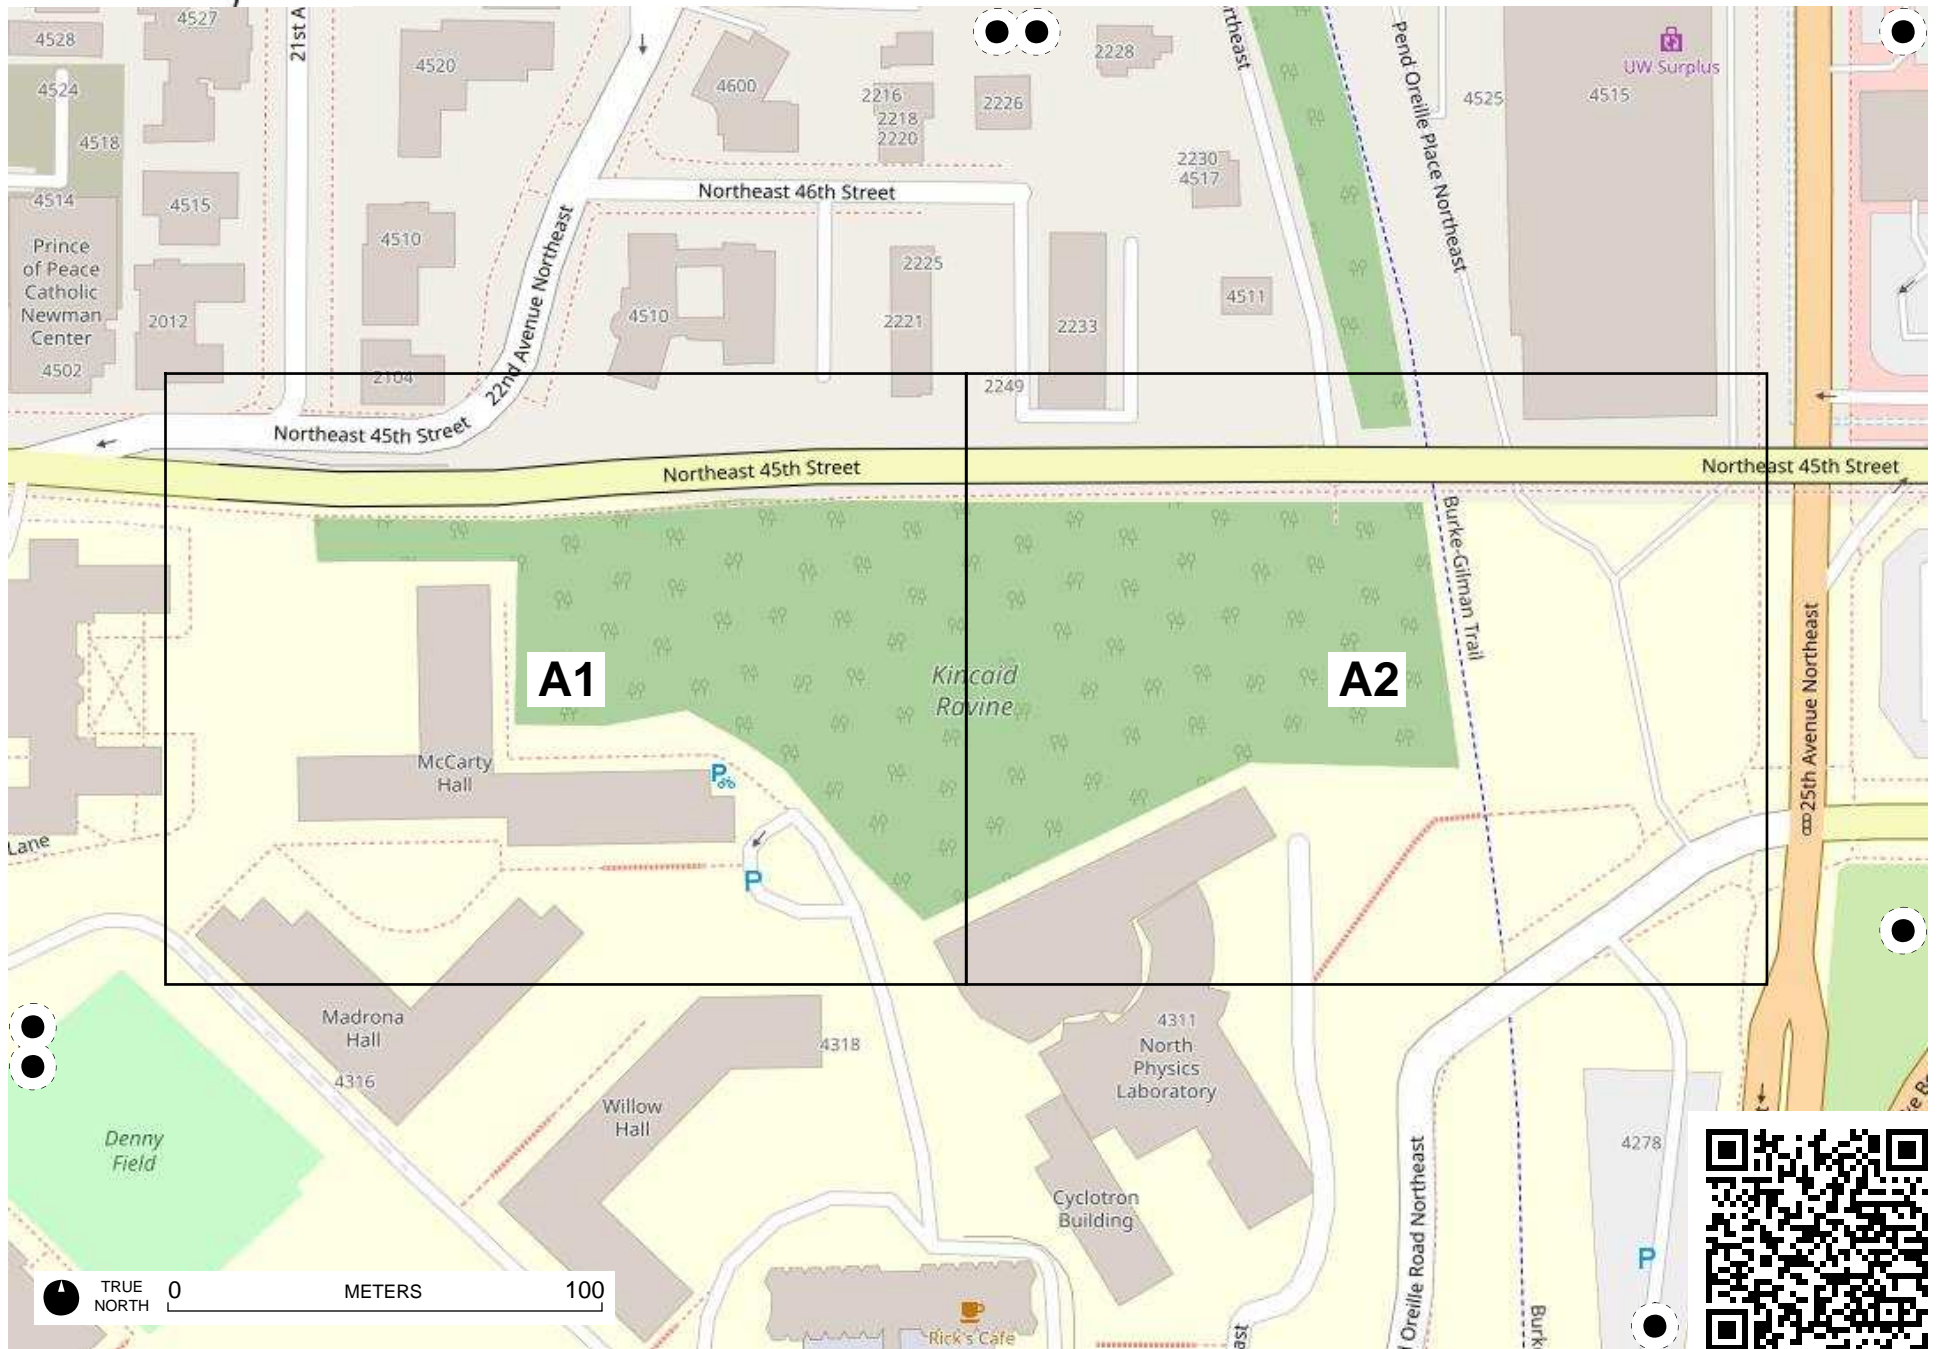 4528
4527
21st A
4520
4600
2216
2218
2220
2226
2228
rtheast
Pend Oreille Place Northeast
4525
UW Surplus
4515
4524
4518
4514
4515
Northeast 46th Street
2230
4517
Prince
of Peace
Catholic
Newman
Center
4502
2012
4510
22nd Avenue Northeast
4510
2225
2221
2233
4511
2104
2249
Northeast 45th Street
Northeast 45th Street
Northeast 45th Street
Burke-Gilman Trail
A1
Kincaid
Ravine
A2
25th Avenue Northeast
McCarty
Hall
P
Lane
P
Madrona
Hall
4316
4318
Willow
Hall
4311
North
Physics
Laboratory
Denny
Field
Cyclotron
Building
4278
P
d Oreille Road Northeast
Burk
ast
Rick's Cafe
TRUE
NORTH
0
METERS
100